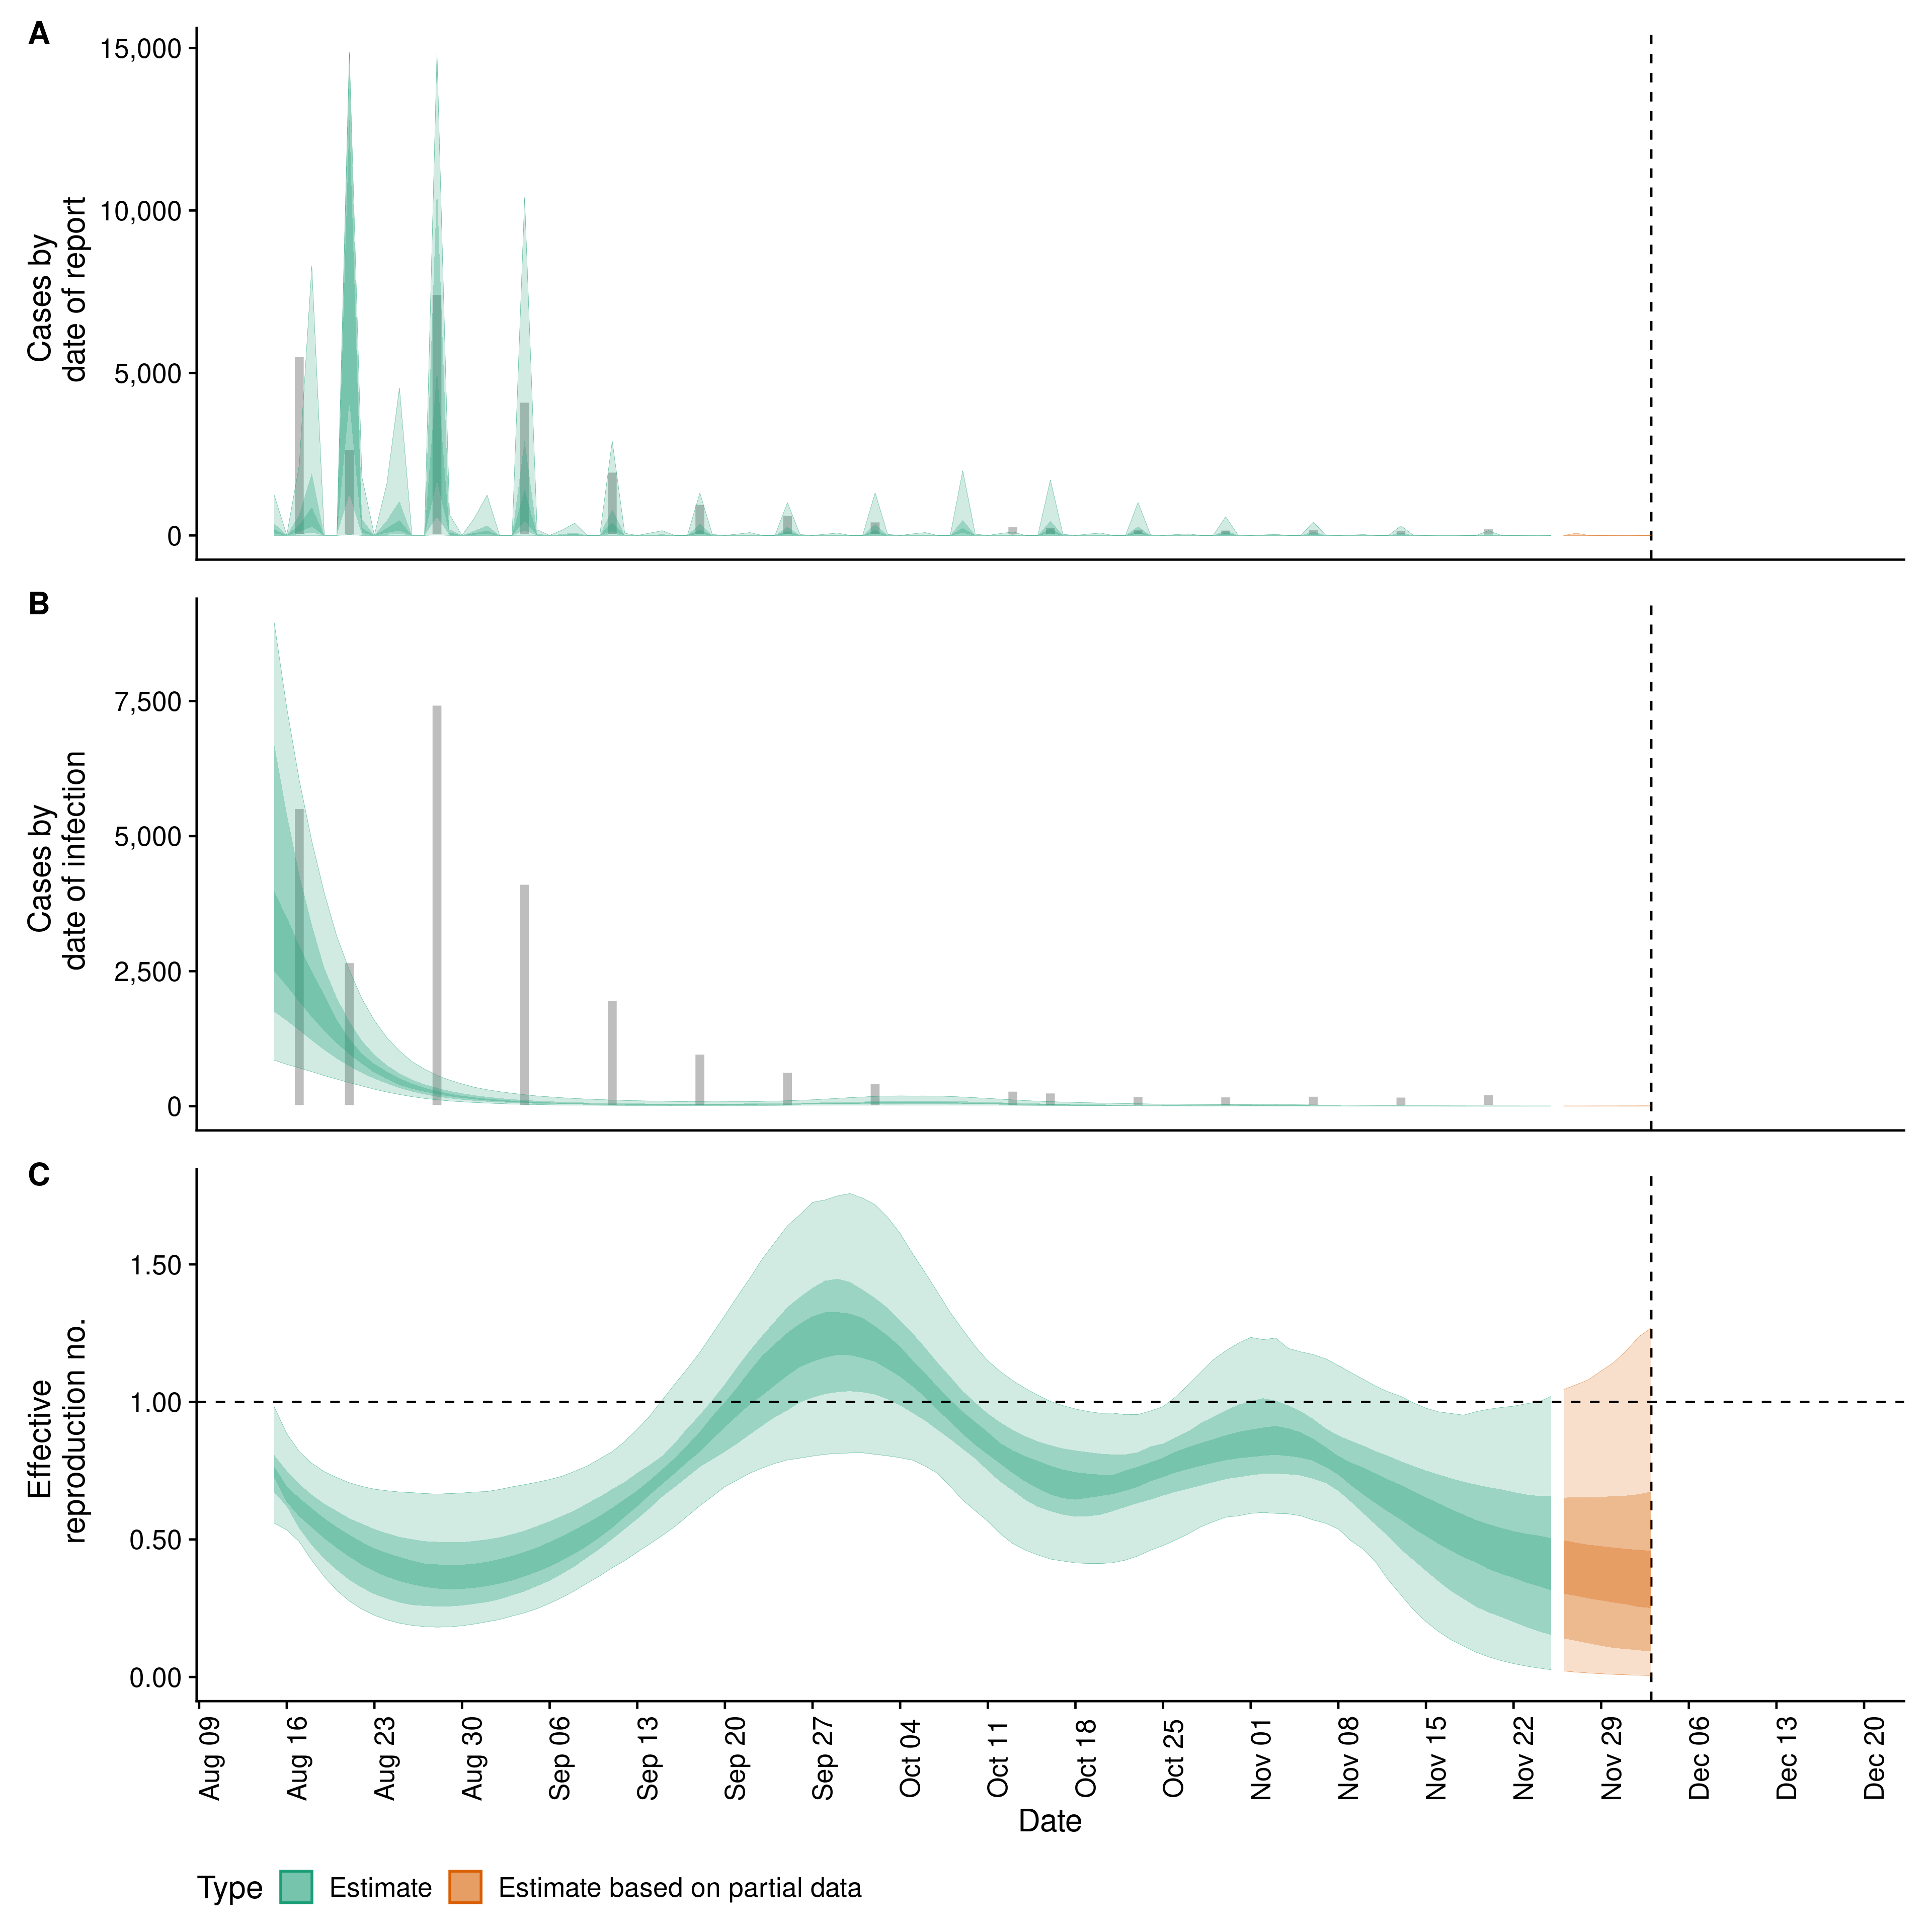 A
15,000
10,000
5,000
0
Cases by
date of report
B
7,500
5,000
2,500
0
Cases by
date of infection
C
1.50
1.00
0.50
0.00
Effective
reproduction no.
Aug 09
Aug 16
Aug 23
Aug 30
Sep 06
Sep 13
Sep 20
Sep 27
Oct 04
Oct 11
Oct 18
Oct 25
Nov 01
Nov 08
Nov 15
Nov 22
Nov 29
Dec 06
Dec 13
Dec 20
Date
Type Estimate Estimate based on partial data